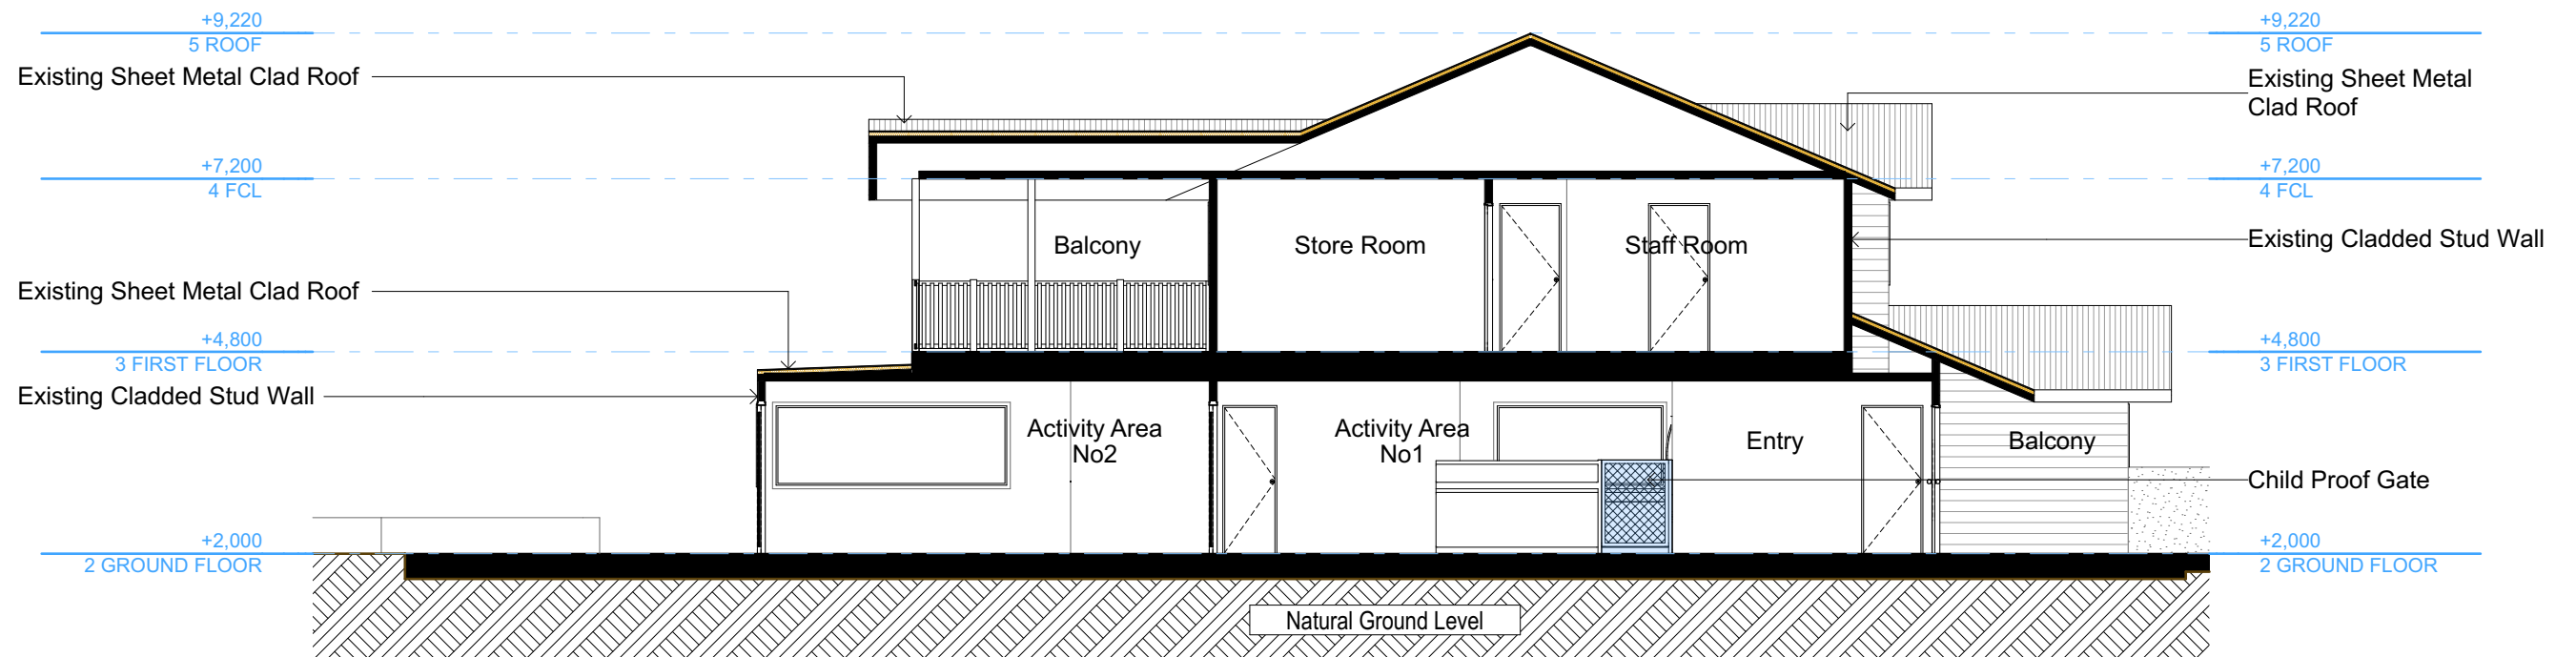 +9,220
5 ROOF
+9,220
5 ROOF
Existing Sheet Metal Clad Roof
Existing Sheet Metal
Clad Roof
+7,200
4 FCL
+7,200
4 FCL
Balcony
Store Room
Staff Room
Existing Cladded Stud Wall
Existing Sheet Metal Clad Roof
+4,800
3 FIRST FLOOR
+4,800
3 FIRST FLOOR
Existing Cladded Stud Wall
Activity Area
No2
Activity Area
No1
Entry
Balcony
Child Proof Gate
+2,000
2 GROUND FLOOR
+2,000
2 GROUND FLOOR
Natural Ground Level